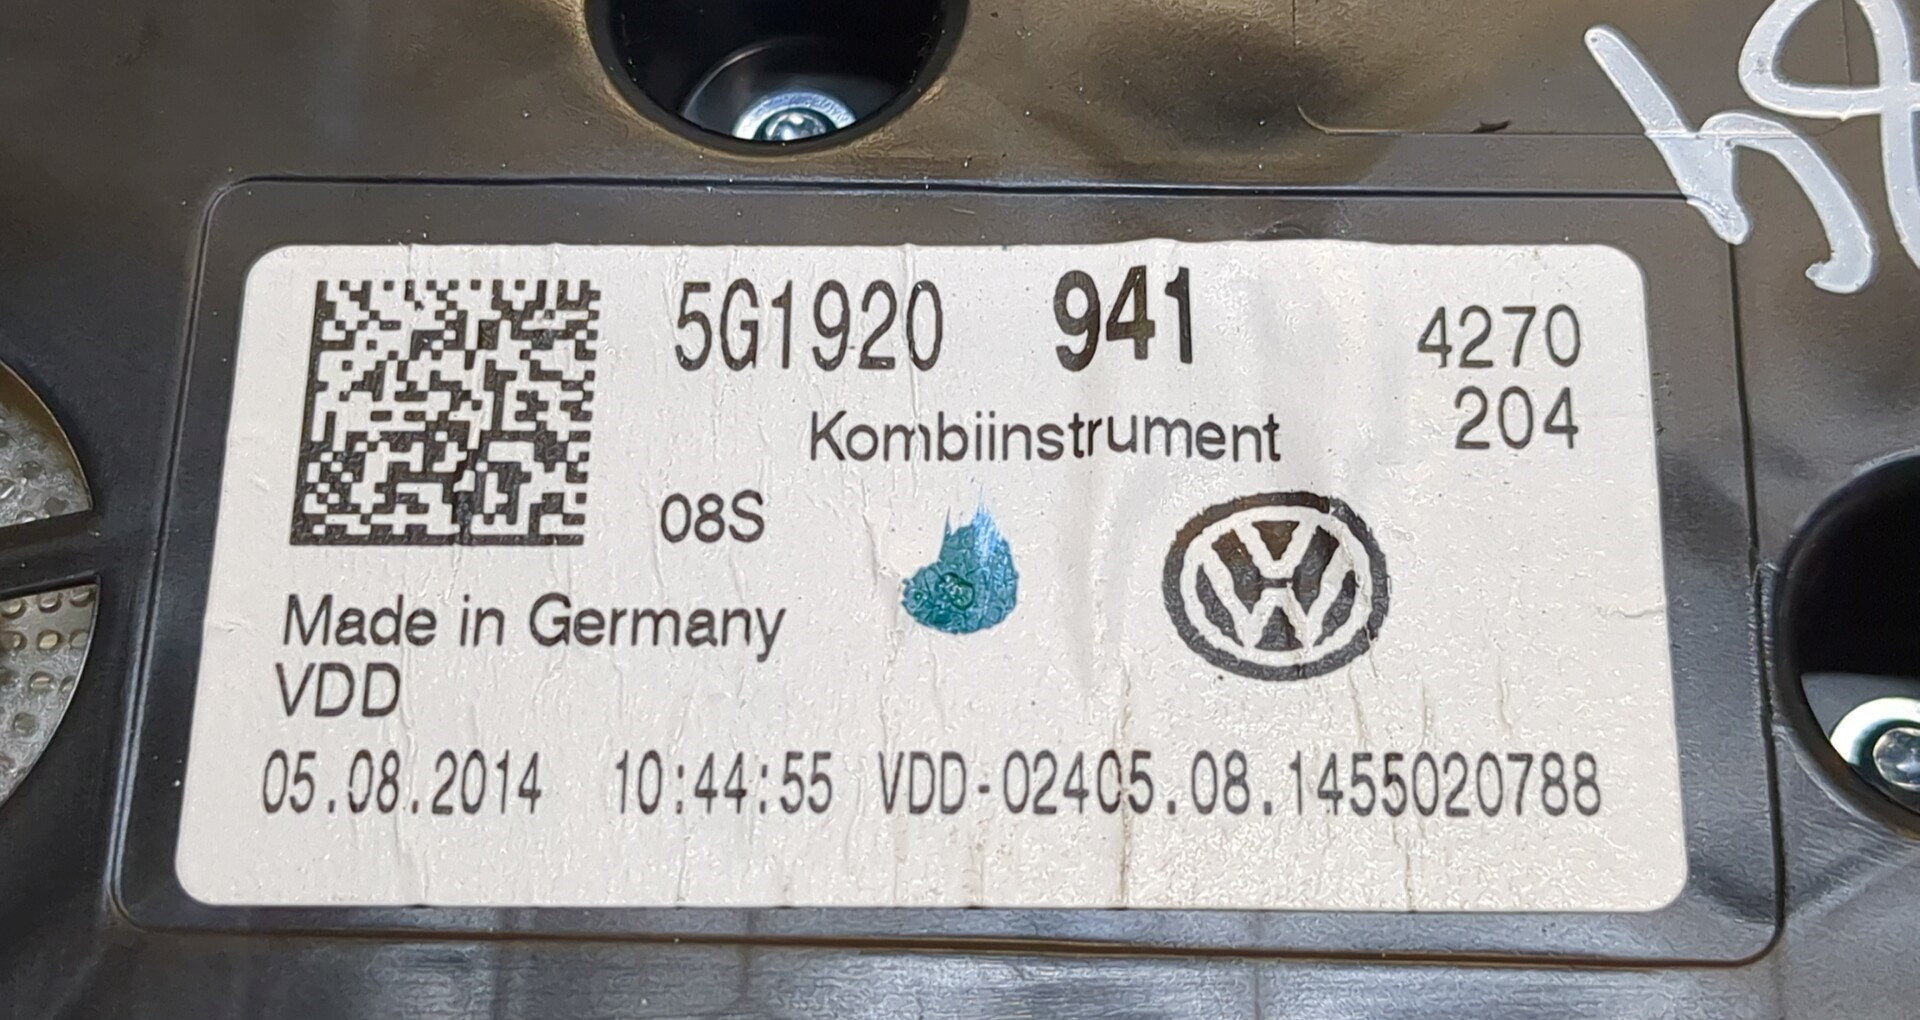 5G1920 941 4270
204
Kombiinstrument
08S
Made in Germany
VDD
05.08.2014 10:44:55 VDD-02405.08.1455020788